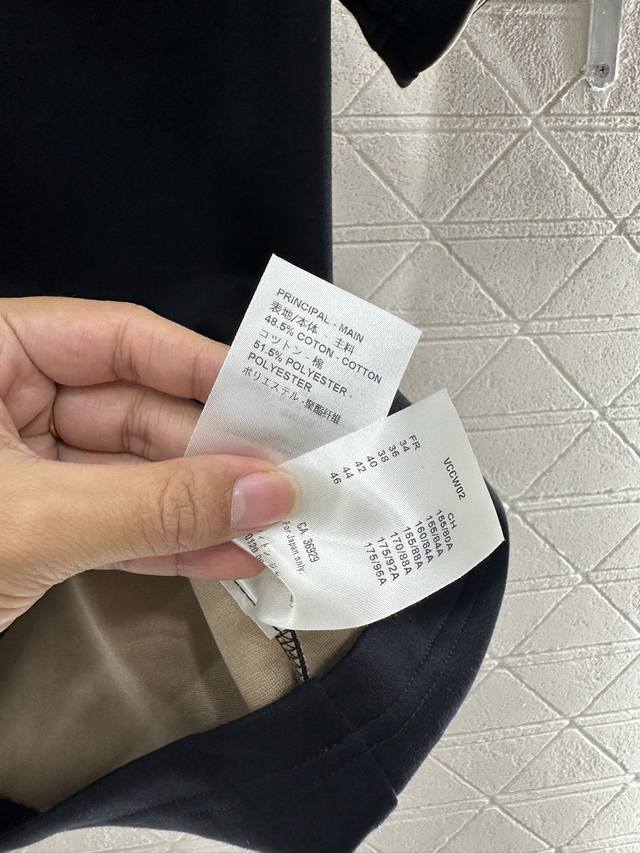 PRINCIPAL - MAIN
表地/本体 主料
48.5% COTON - COTTON
コットン - 棉
51.5% POLYESTER -
POLYESTER
ポリエステル - 聚酯纤维
VCCW02
FR
34
36
38
40
42
44
46
CH
155/80A
155/84A
160/84A
165/88A
170/88A
175/92A
175/96A
CA 36929
For Japan only: